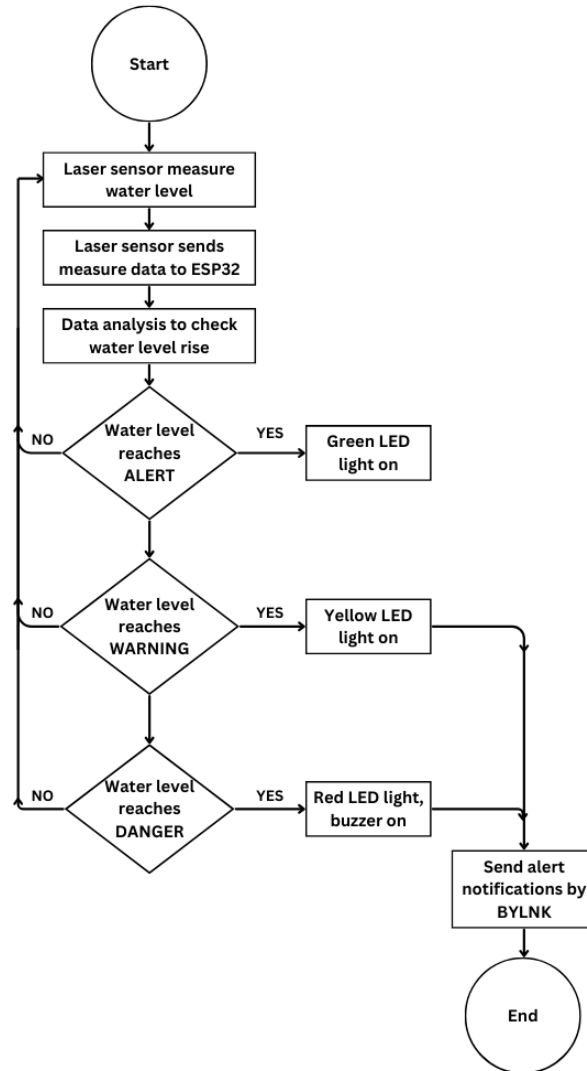 Start
Laser sensor measure
water level
Laser sensor sends
measure data to ESP32
Data analysis to check
water level rise
Water level
reaches
ALERT
NO
YES
Green LED
light on
Water level
reaches
WARNING
NO
YES
Yellow LED
light on
Water level
reaches
DANGER
NO
YES
Red LED light,
buzzer on
Send alert
notifications by
BYLNK
End